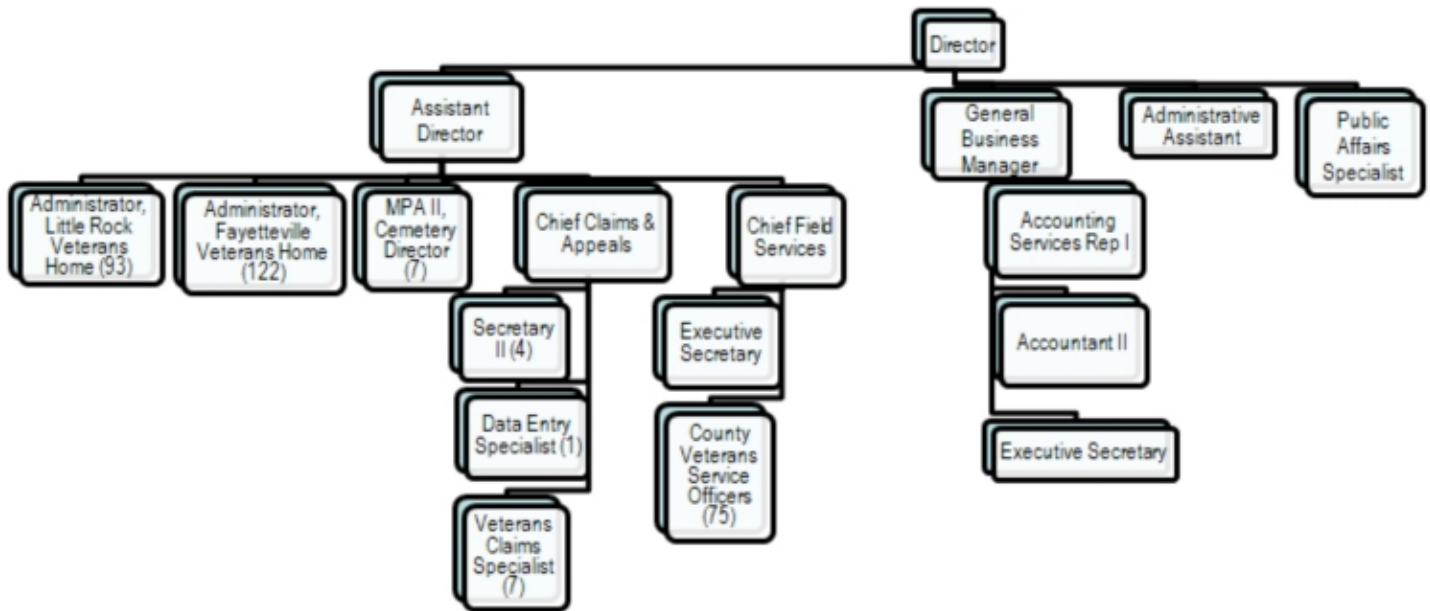 Director
Assistant
Director
General
Business
Manager
Administrative
Assistant
Public
Affairs
Specialist
Administrator,
Little Rock
Veterans
Home (93)
Administrator,
Fayetteville
Veterans Home
(122)
MPA II,
Cemetery
Director
(7)
Chief Claims &
Appeals
Chief Field
Services
Accounting
Services Rep I
Secretary
II (4)
Executive
Secretary
Accountant II
Data Entry
Specialist (1)
County
Veterans
Service
Officers
(75)
Executive Secretary
Veterans
Claims
Specialist
(7)